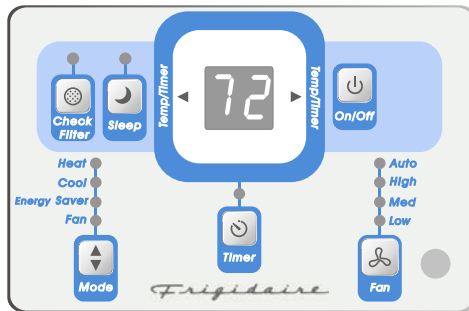 Temp/Timer
72
Temp/Timer
Check
Filter
Sleep
On/Off
Heat
Cool
Energy Saver
Fan
Auto
High
Med
Low
Mode
Timer
Fan
Frigidaire